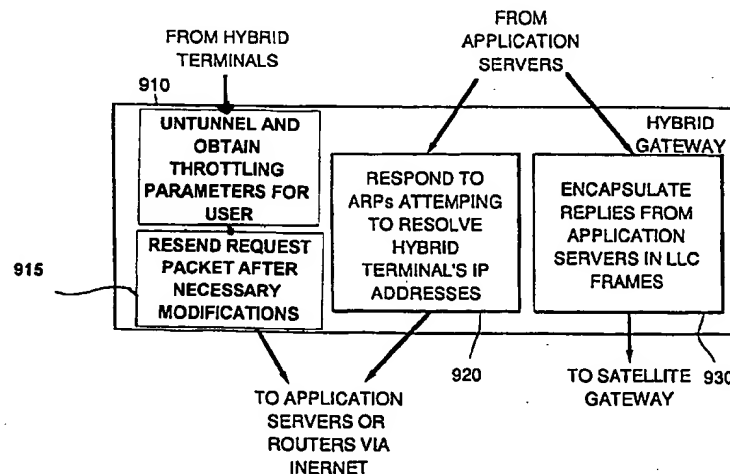 FROM HYBRID
TERMINALS
FROM
APPLICATION
SERVERS
910
UNTUNNEL AND
OBTAIN
THROTTLING
PARAMETERS FOR
USER
HYBRID
GATEWAY
RESPOND TO
ARPs ATTEMPING
TO RESOLVE
HYBRID
TERMINAL'S IP
ADDRESSES
ENCAPSULATE
REPLIES FROM
APPLICATION
SERVERS IN LLC
FRAMES
915
RESEND REQUEST
PACKET AFTER
NECESSARY
MODIFICATIONS
920
930
TO APPLICATION
SERVERS OR
ROUTERS VIA
INERNET
TO SATELLITE
GATEWAY